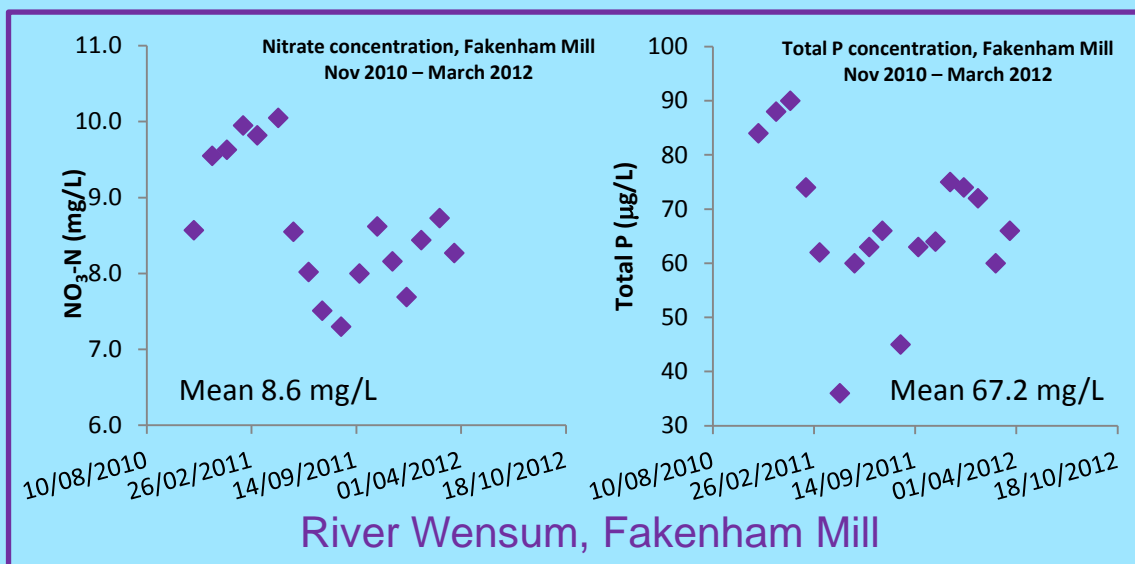 Nitrate concentration, Fakenham Mill
Nov 2010 – March 2012
11.0
10.0
9.0
8.0
7.0
6.0
NO₃-N (mg/L)
Mean 8.6 mg/L
10/08/2010
26/02/2011
14/09/2011
01/04/2012
18/10/2012
Total P concentration, Fakenham Mill
Nov 2010 – March 2012
100
90
80
70
60
50
40
30
Total P (µg/L)
Mean 67.2 mg/L
10/08/2010
26/02/2011
14/09/2011
01/04/2012
18/10/2012
River Wensum, Fakenham Mill